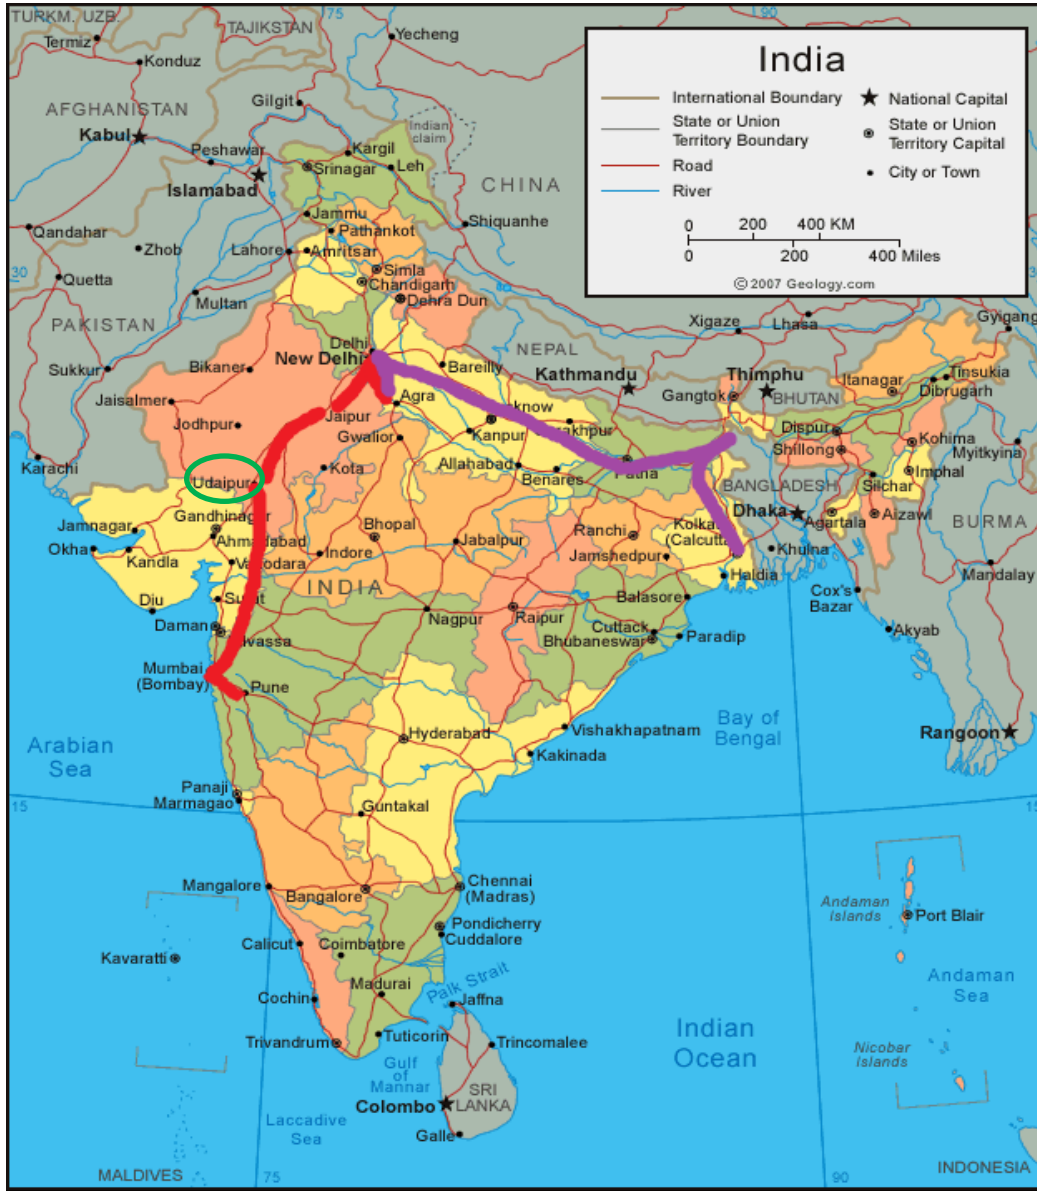 India
International Boundary
State or Union
Territory Boundary
Road
River
National Capital
State or Union
Territory Capital
City or Town
0 200 400 KM
0 200 400 Miles
© 2007 Geology.com
TURKM.
UZB.
75
90
Yecheng
TAJIKSTAN
Termiz
Konduz
AFGHANISTAN
Gilgit
Indian
claim
Kabul
Peshawar
Kargil
Srinagar
Leh
Islamabad
CHINA
Jammu
Shiquanhe
Qandahar
Pathankot
Zhob
Lahore
Amritsar
30
Simla
Quetta
Chandigarh
Multan
Dehra Dun
PAKISTAN
Xigaze
Lhasa
Gyigang
Delhi
NEPAL
New Delhi
Bareilly
Sukkur
Bikaner
Kathmandu
Thimphu
Tinsukia
Itanagar
Dibrugarh
Jaisalmer
Agra
Gangtok
BHUTAN
Jaipur
know
Jodhpur
rakhpur
Dispur
Gwalior
Kanpur
Kohima
Shillong
Myitkyina
Karachi
Kota
Allahabad
Patna
Imphal
Benares
Udaipur
BANGLADESH
Silchar
Gandhinagar
Dhaka
Aizawl
Jamnagar
Bhopal
Ranchi
Kolka
(Calcutta)
Agartala
BURMA
Ahmadabad
Jabalpur
Okha
Indore
Jamshedpur
Khulna
Kandla
Vadodara
Haldia
Mandalay
INDIA
Cox's
Bazar
Diu
Surat
Balasore
Nagpur
Raipur
Daman
Cuttack
Akyab
Paradip
Bhubaneswar
lvassa
Mumbai
(Bombay)
Pune
Bay of
Bengal
Vishakhapatnam
Rangoon
Arabian
Sea
Hyderabad
Kakinada
Panaji
Marmagao
15
Guntakal
15
Mangalore
Bangalore
Chennai
(Madras)
Andaman
Islands
Port Blair
Pondicherry
Cuddalore
Calicut
Coimbatore
Kavaratti
Palk Strait
Andaman
Sea
Madurai
Jaffna
Cochin
Indian
Ocean
Tuticorin
Trivandrum
Trincomalee
Nicobar
Islands
Gulf
of
Mannar
SRI
LANKA
Colombo
Laccadive
Sea
Galle
MALDIVES
75
90
INDONESIA